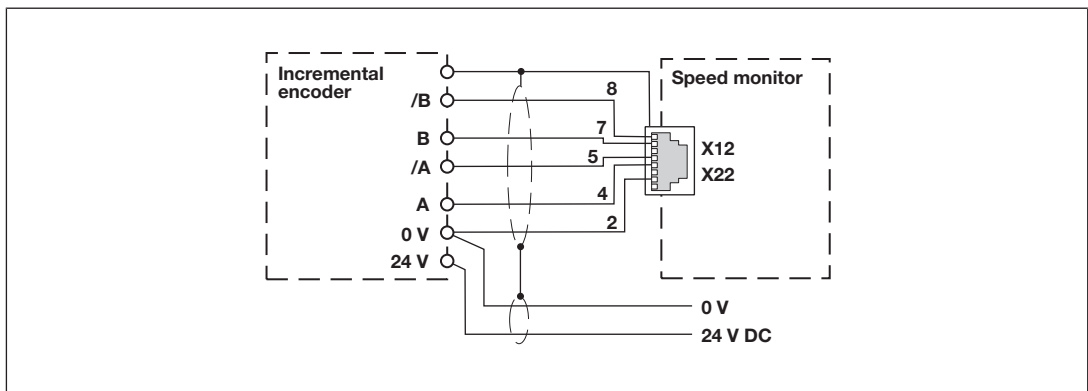 Incremental
encoder
Speed monitor
/B
8
B
7
X12
/A
5
X22
A
4
0 V
2
24 V
0 V
24 V DC